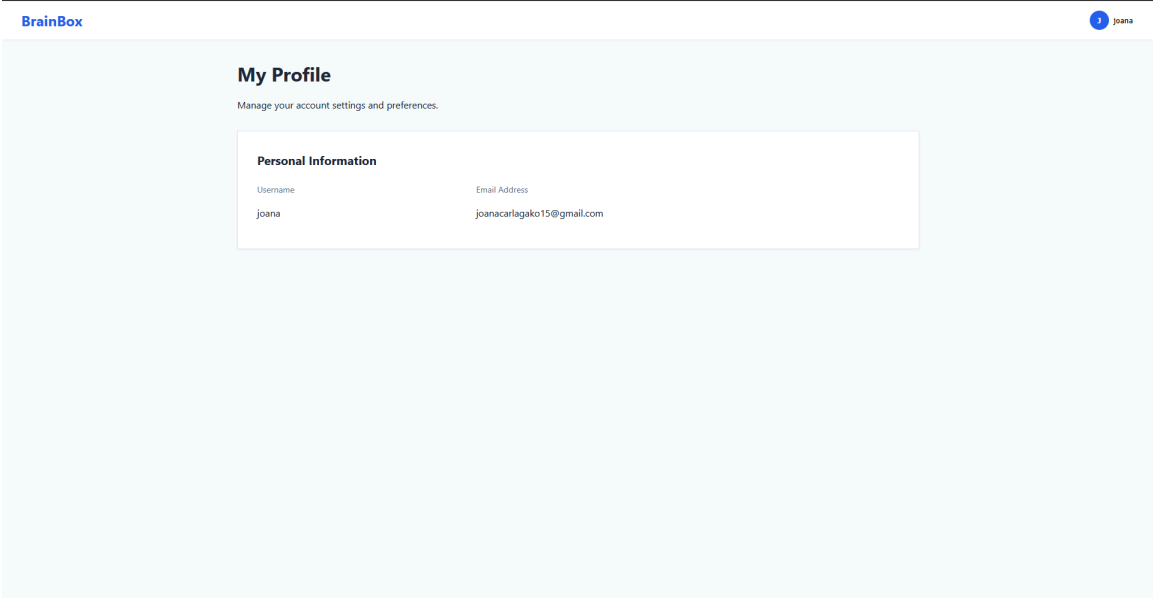 BrainBox
J joana
My Profile
Manage your account settings and preferences.
Personal Information
Username Email Address
joana joanacarlagako15@gmail.com